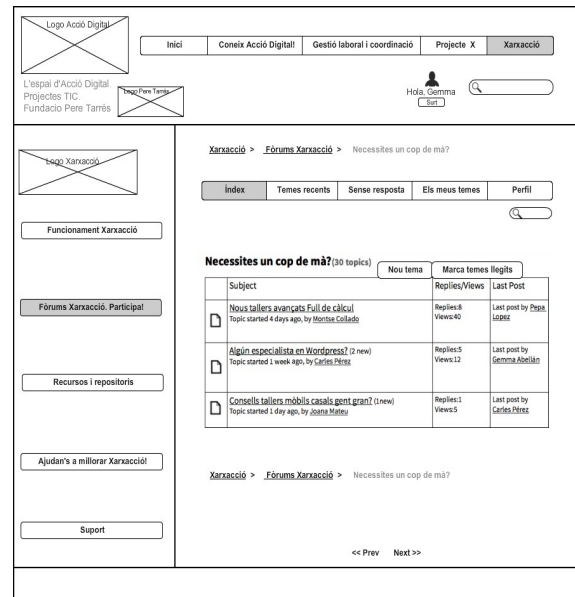 Logo Acció Digital
Inici
Coneix Acció Digital!
Gestió laboral i coordinació
Projecte X
Xarxacció
L'espai d'Acció Digital
Projectes TIC.
Fundacio Pere Tarrés
Logo Pere Tarrés
Hola, Gemma
Surt
Logo Xarxacció
Funcionament Xarxacció
Fòrums Xarxacció. Participa!
Recursos i repositoris
Ajudan's a millorar Xarxacció!
Suport
Xarxacció > Fòrums Xarxacció > Necessites un cop de mà?
Índex
Temes recents
Sense resposta
Els meus temes
Perfil
Necessites un cop de mà?(30 topics)
Nou tema
Marca temes llegits
Subject
Replies/Views
Last Post
Nous tallers avançats Full de càlcul
Topic started 4 days ago, by Montse Collado
Replies:8
Views:40
Last post by Pepa
Lopez
Algún especialista en Wordpress? (2 new)
Topic started 1 week ago, by Carles Pérez
Replies:5
Views:12
Last post by
Gemma Abellán
Consells tallers mòbils casals gent gran? (1new)
Topic started 1 day ago, by Joana Mateu
Replies:1
Views:5
Last post by
Carles Pérez
Xarxacció > Fòrums Xarxacció > Necessites un cop de mà?
<< Prev Next >>